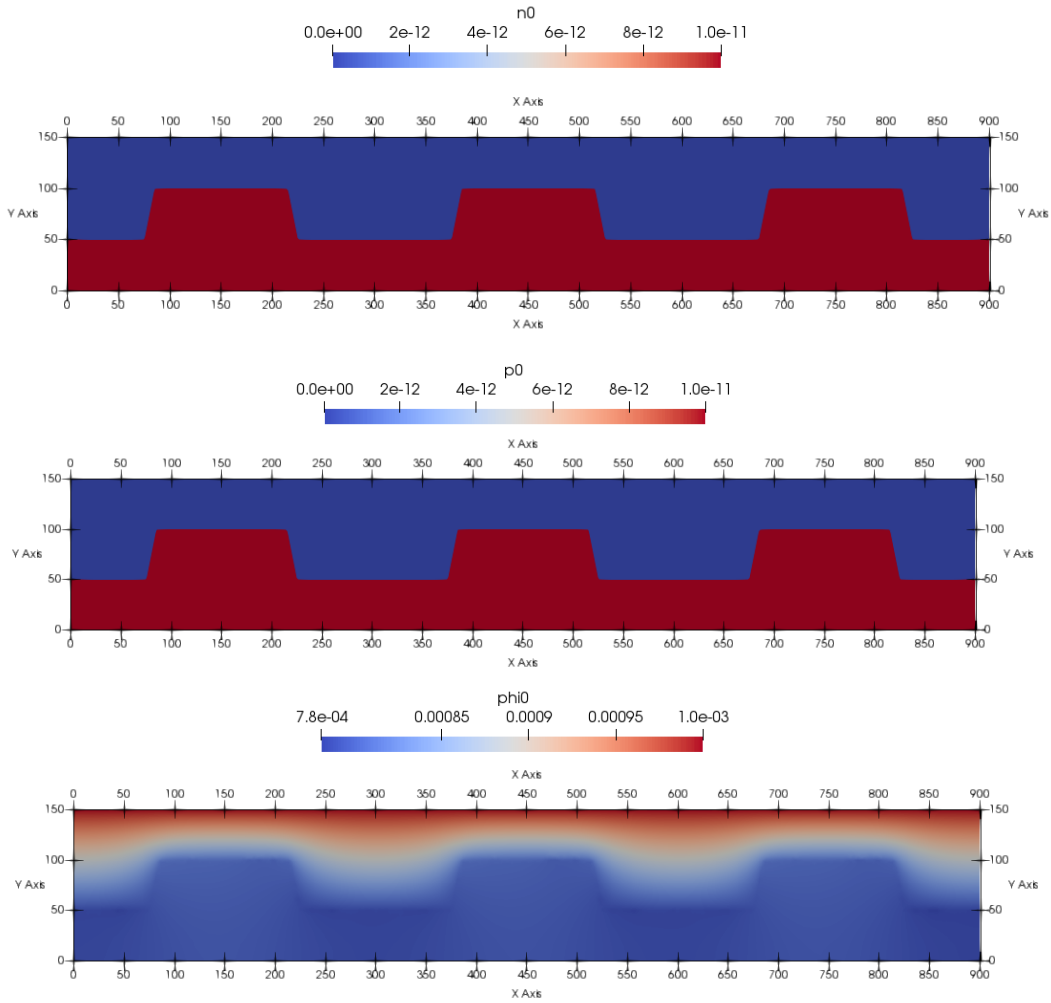 n0
0.0e+00 2e-12 4e-12 6e-12 8e-12 1.0e-11
X Axis
0 50 100 150 200 250 300 350 400 450 500 550 600 650 700 750 800 850 900
150 150
100 100
Y Axis Y Axis
50 50
0 0
0 50 100 150 200 250 300 350 400 450 500 550 600 650 700 750 800 850 900
X Axis
p0
0.0e+00 2e-12 4e-12 6e-12 8e-12 1.0e-11
X Axis
0 50 100 150 200 250 300 350 400 450 500 550 600 650 700 750 800 850 900
150 150
100 100
Y Axis Y Axis
50 50
0 0
0 50 100 150 200 250 300 350 400 450 500 550 600 650 700 750 800 850 900
X Axis
phi0
7.8e-04 0.00085 0.0009 0.00095 1.0e-03
X Axis
0 50 100 150 200 250 300 350 400 450 500 550 600 650 700 750 800 850 900
150 150
100 100
Y Axis Y Axis
50 50
0 0
0 50 100 150 200 250 300 350 400 450 500 550 600 650 700 750 800 850 900
X Axis